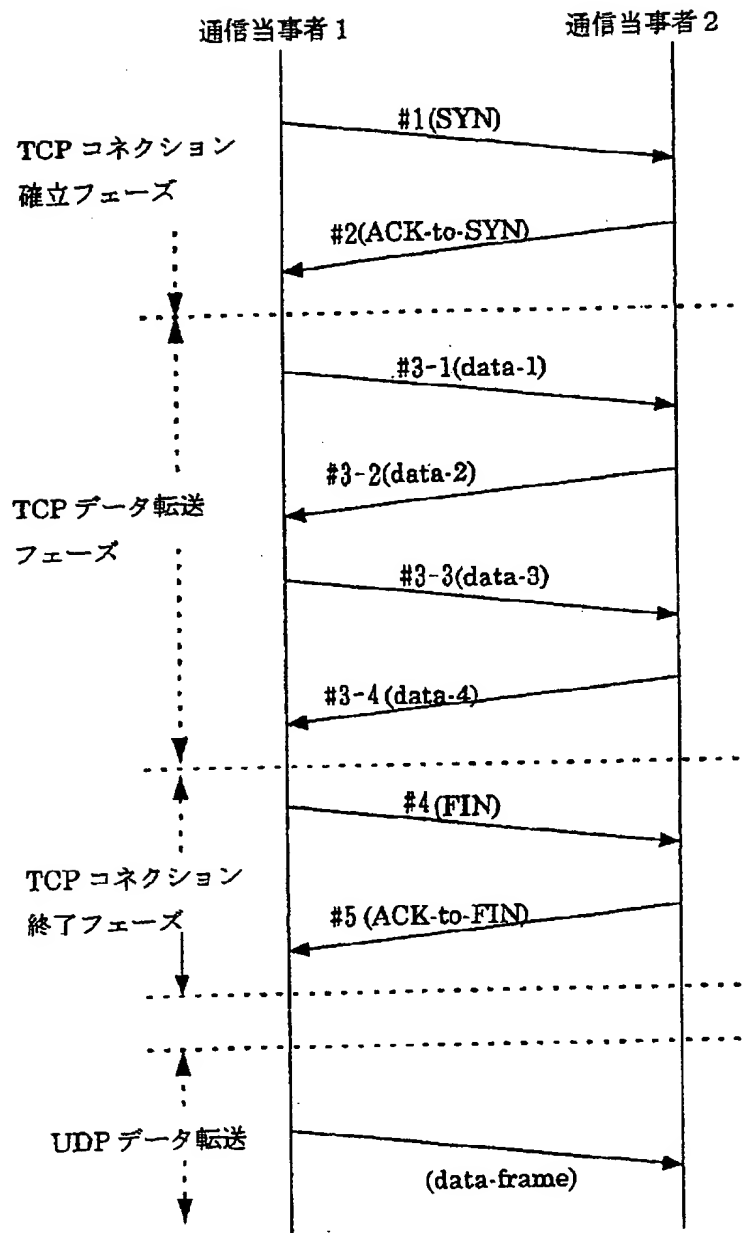 通信当事者 1
通信当事者 2
#1(SYN)
TCP コネクション
確立フェーズ
#2(ACK-to-SYN)
#3-1(data-1)
#3-2(data-2)
TCP データ転送
フェーズ
#3-3(data-3)
#3-4(data-4)
#4(FIN)
TCP コネクション
終了フェーズ
#5(ACK-to-FIN)
UDP データ転送
(data-frame)